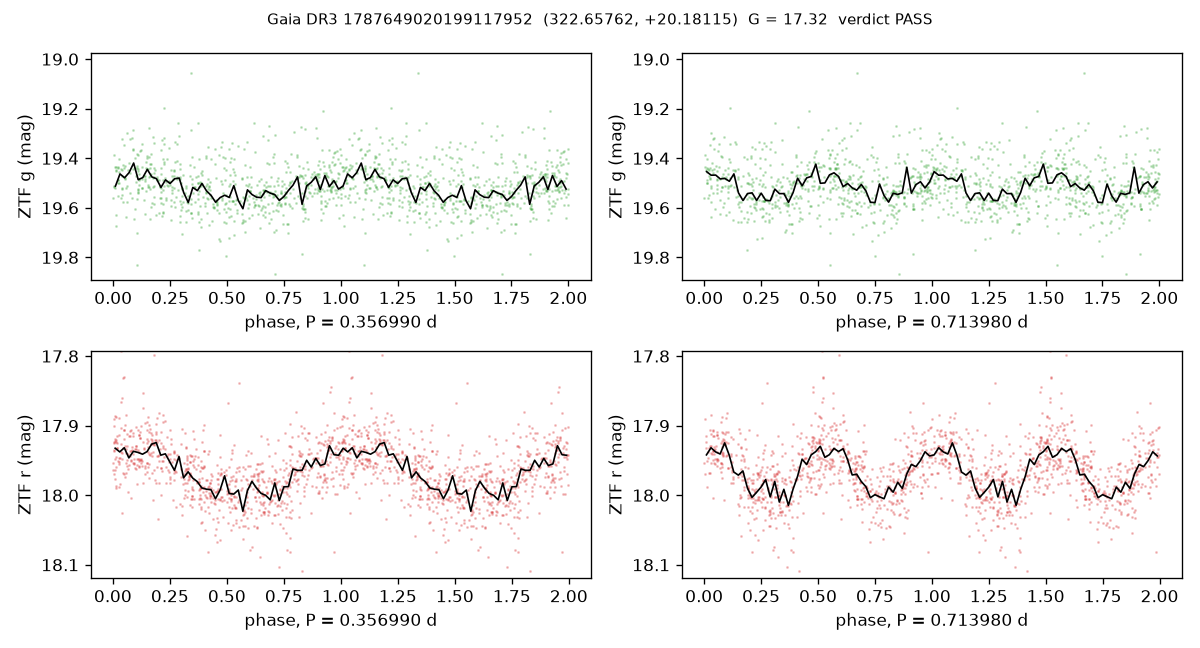 Gaia DR3 1787649020199117952  (322.65762, +20.18115)  G = 17.32  verdict PASS
ZTF g (mag)
19.0
19.2
19.4
19.6
19.8
0.00 0.25 0.50 0.75 1.00 1.25 1.50 1.75 2.00
phase, P = 0.356990 d
ZTF g (mag)
19.0
19.2
19.4
19.6
19.8
0.00 0.25 0.50 0.75 1.00 1.25 1.50 1.75 2.00
phase, P = 0.713980 d
ZTF r (mag)
17.8
17.9
18.0
18.1
0.00 0.25 0.50 0.75 1.00 1.25 1.50 1.75 2.00
phase, P = 0.356990 d
ZTF r (mag)
17.8
17.9
18.0
18.1
0.00 0.25 0.50 0.75 1.00 1.25 1.50 1.75 2.00
phase, P = 0.713980 d